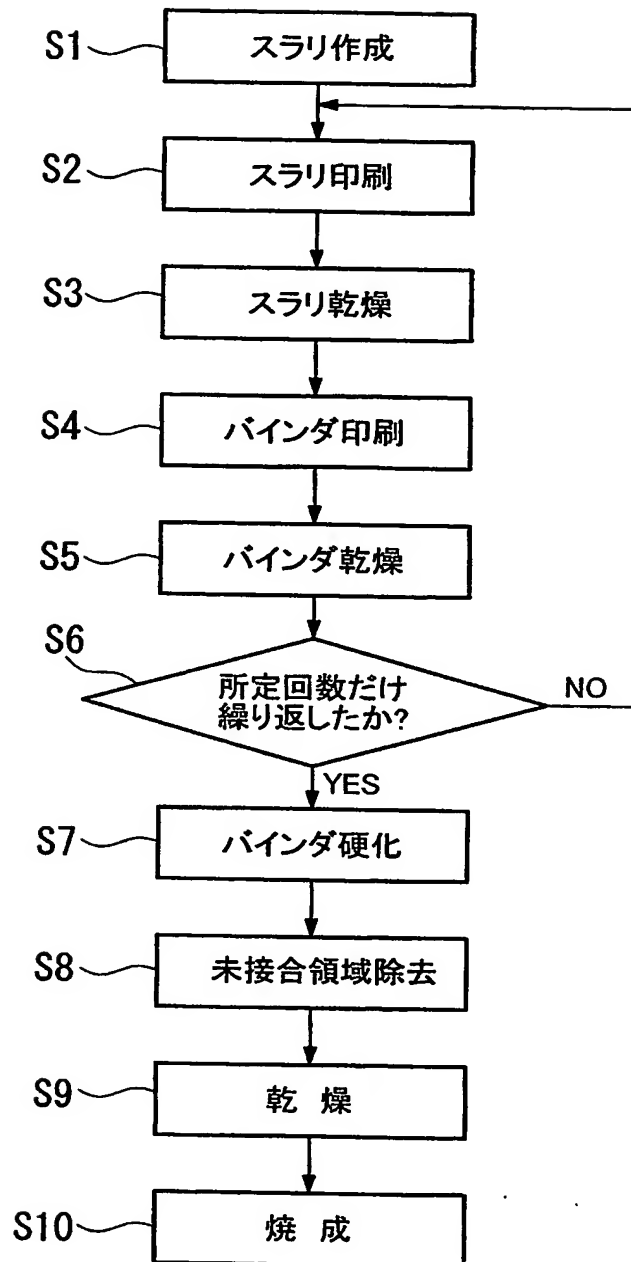 S1 スラリ作成
S2 スラリ印刷
S3 スラリ乾燥
S4 バインダ印刷
S5 バインダ乾燥
S6 所定回数だけ
繰り返したか?
NO
YES
S7 バインダ硬化
S8 未接合領域除去
S9 乾 燥
S10 焼 成